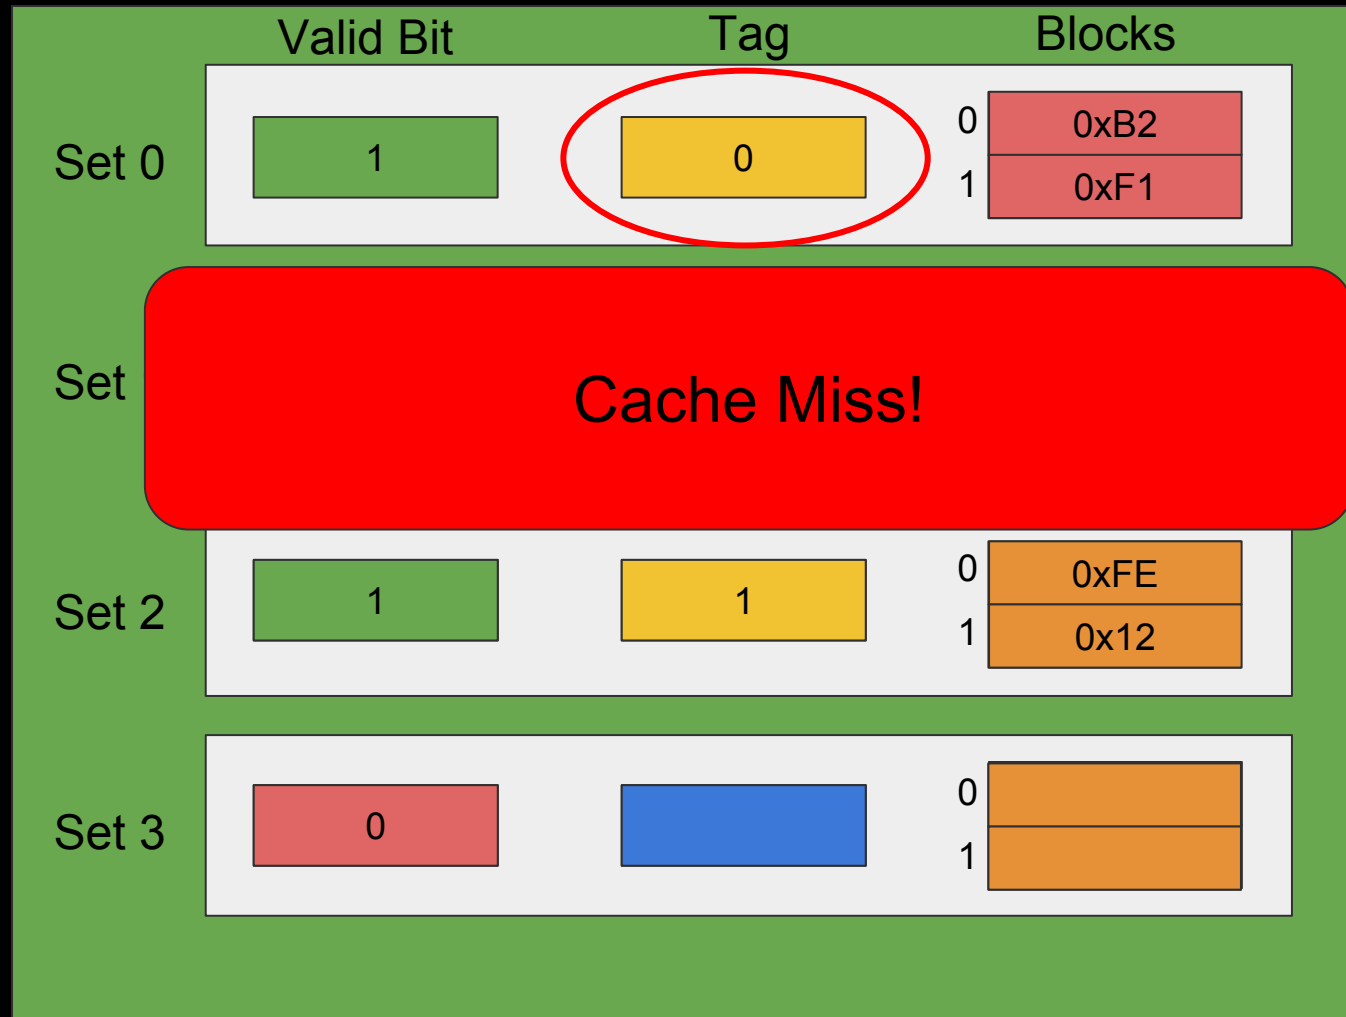 Valid Bit Tag Blocks
Set 0 1 0 0 0xB2
1 0xF1
Set Cache Miss!
Set 2 1 1 0 0xFE
1 0x12
Set 3 0 0
1